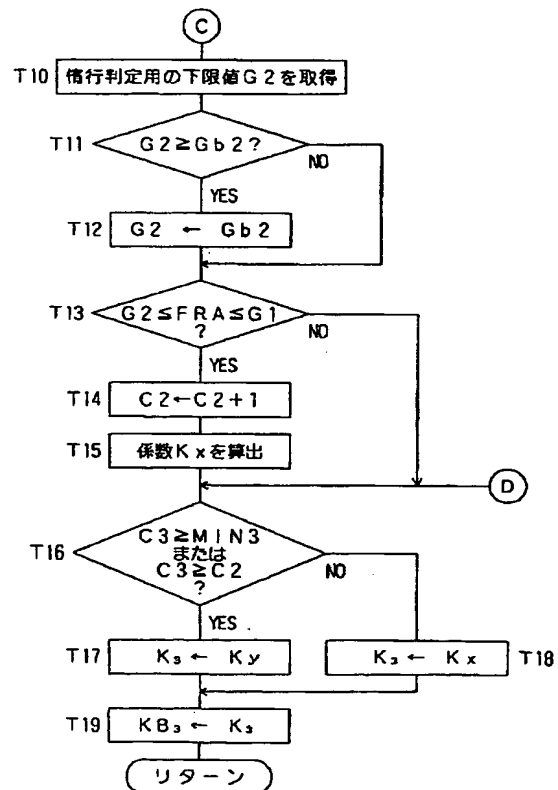 C
T10 惰行判定用の下限値G2を取得
T11 G2≧Gb2?
NO
YES
T12 G2 ← Gb2
T13 G2≦FRA≦G1
?
NO
YES
T14 C2←C2+1
T15 係数Kxを算出
D
T16 C3≧MIN3
または
C3≧C2
?
NO
YES
T17 K₃ ← Ky
K₃ ← Kx T18
T19 KB₃ ← K₃
リターン